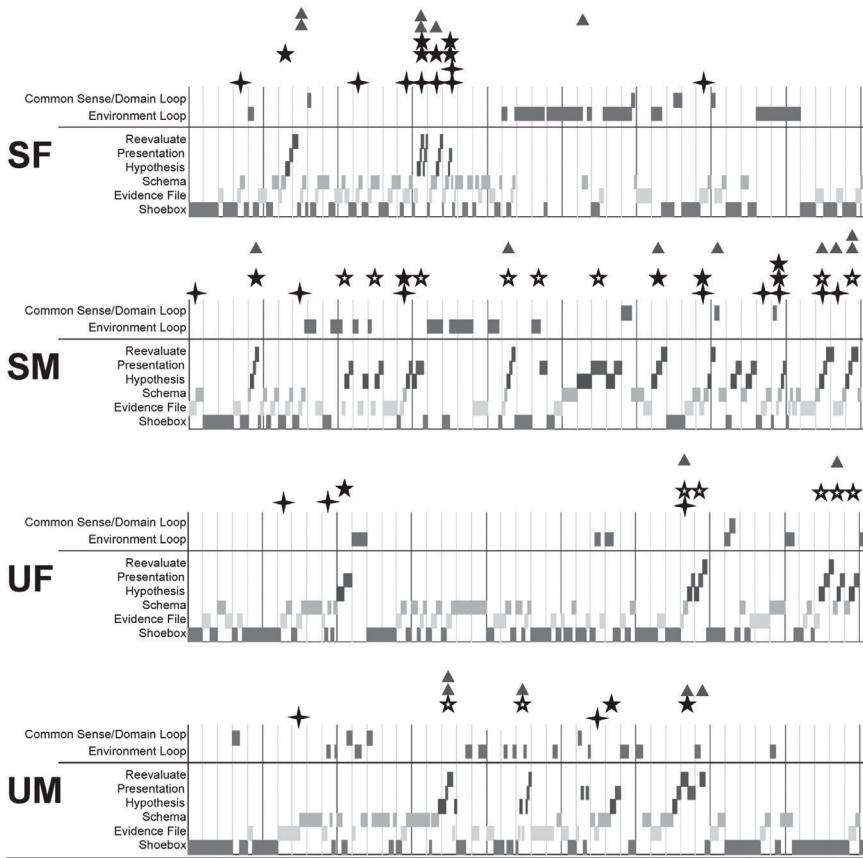 Common Sense/Domain Loop
Environment Loop
SF
Reevaluate
Presentation
Hypothesis
Schema
Evidence File
Shoebox
Common Sense/Domain Loop
Environment Loop
SM
Reevaluate
Presentation
Hypothesis
Schema
Evidence File
Shoebox
Common Sense/Domain Loop
Environment Loop
UF
Reevaluate
Presentation
Hypothesis
Schema
Evidence File
Shoebox
Common Sense/Domain Loop
Environment Loop
UM
Reevaluate
Presentation
Hypothesis
Schema
Evidence File
Shoebox